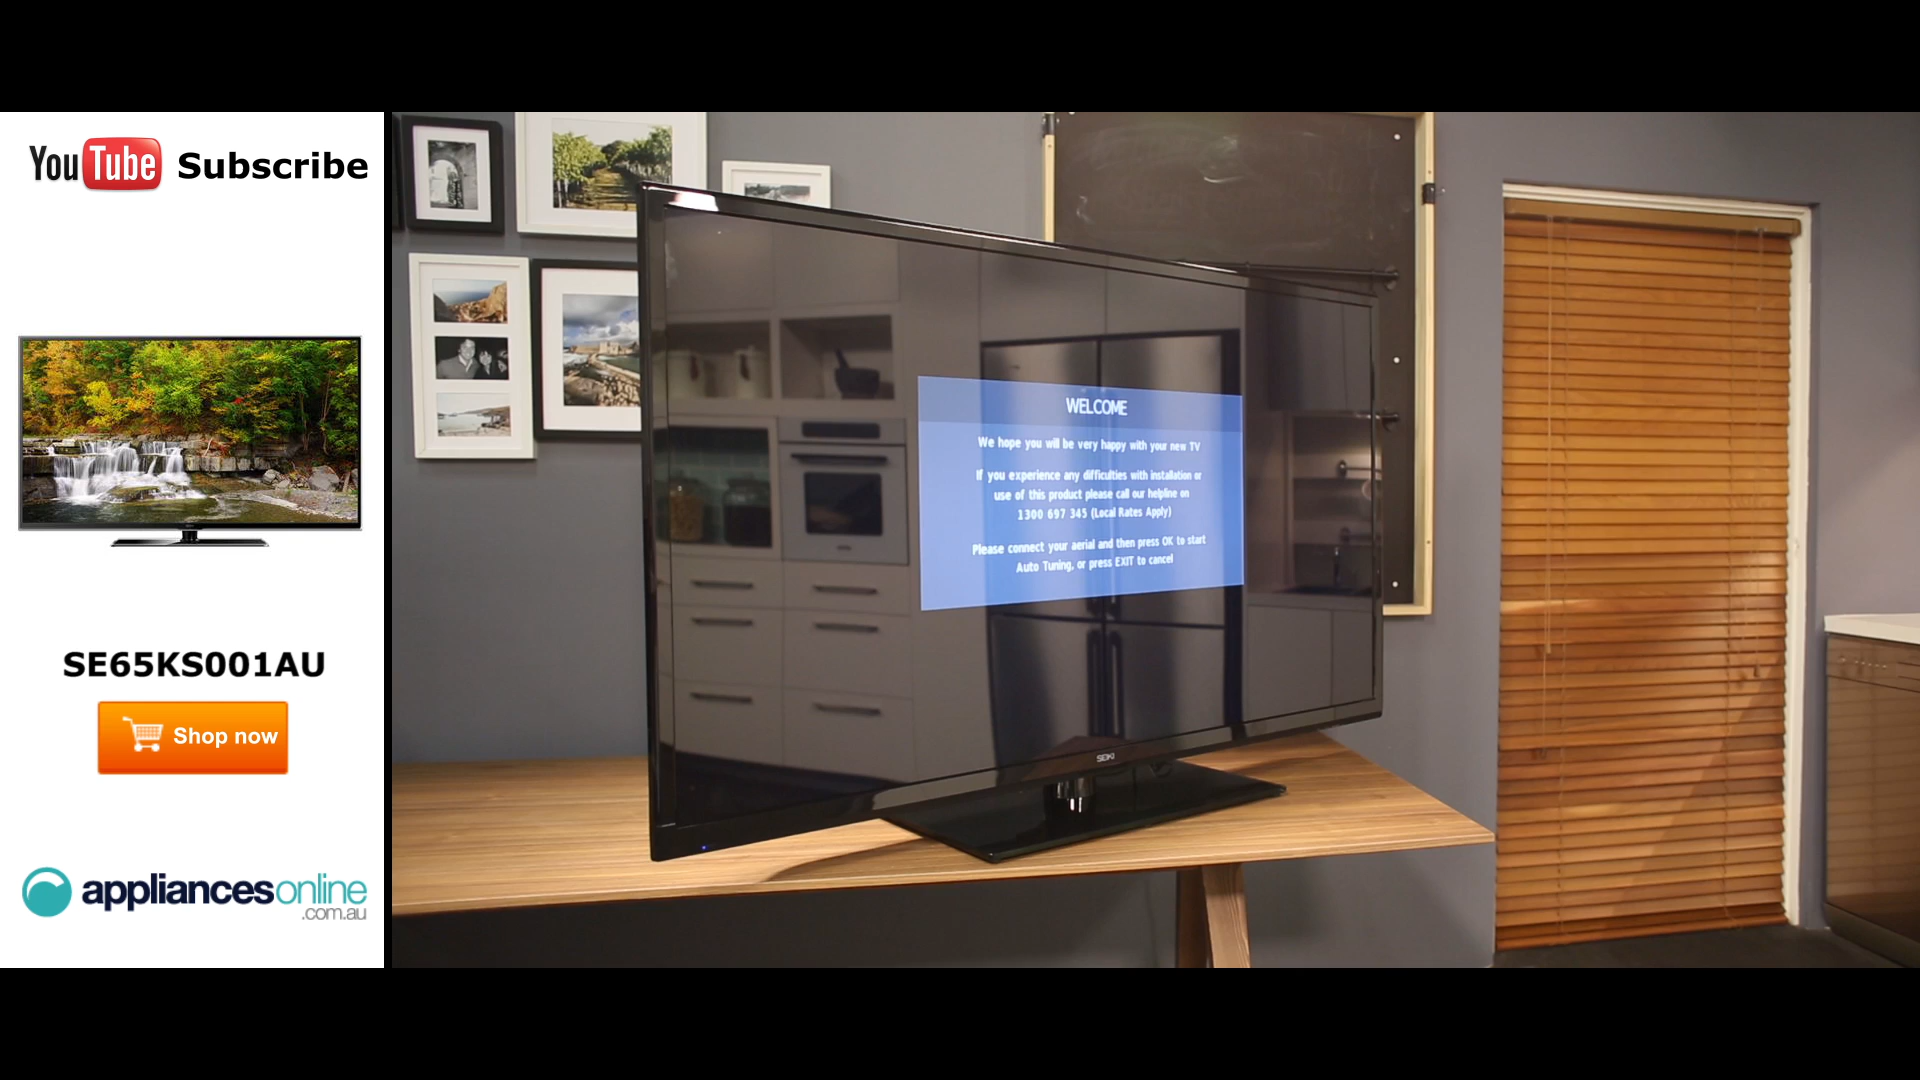 YouTube Subscribe
SE65KS001AU
Shop now
appliancesonline
.com.au
WELCOME
We hope you will be very happy with your new TV
If you experience any difficulties with installation or
use of this product please call our helpline on
1300 697 345 (Local Rates Apply)
Please connect your aerial and then press OK to start
Auto Tuning, or press EXIT to cancel
SEIKI